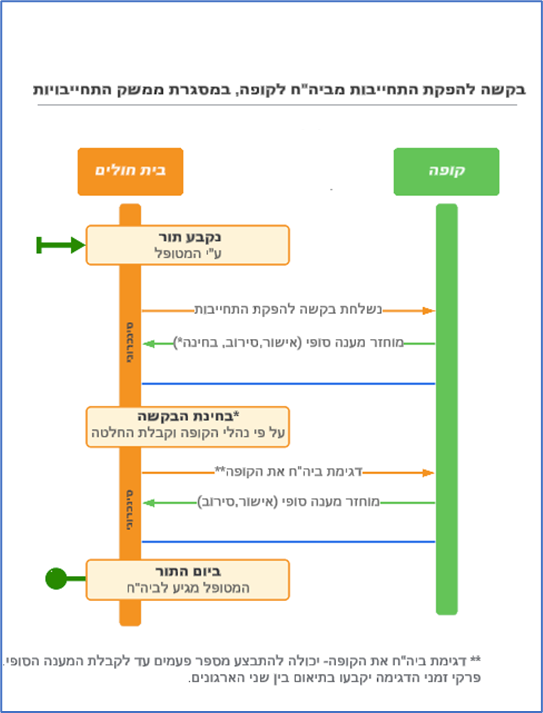 בקשה להפקת התחייבות מביה"ח לקופה, במסגרת ממשק התחייבויות
קופה
בית חולים
נקבע תור
ע"י המטופל
נשלחת בקשה להפקת התחייבות
מוחזר מענה סופי (אישור,סירוב, בחינה*)
סינכרוני
*בחינת הבקשה
על פי נהלי הקופה וקבלת החלטה
דגימת ביה"ח את הקופה**
מוחזר מענה סופי (אישור,סירוב)
סינכרוני
ביום התור
המטופל מגיע לביה"ח
** דגימת ביה"ח את הקופה- יכולה להתבצע מספר פעמים עד לקבלת המענה הסופי.
פרקי זמני הדגימה יקבעו בתיאום בין שני הארגונים.